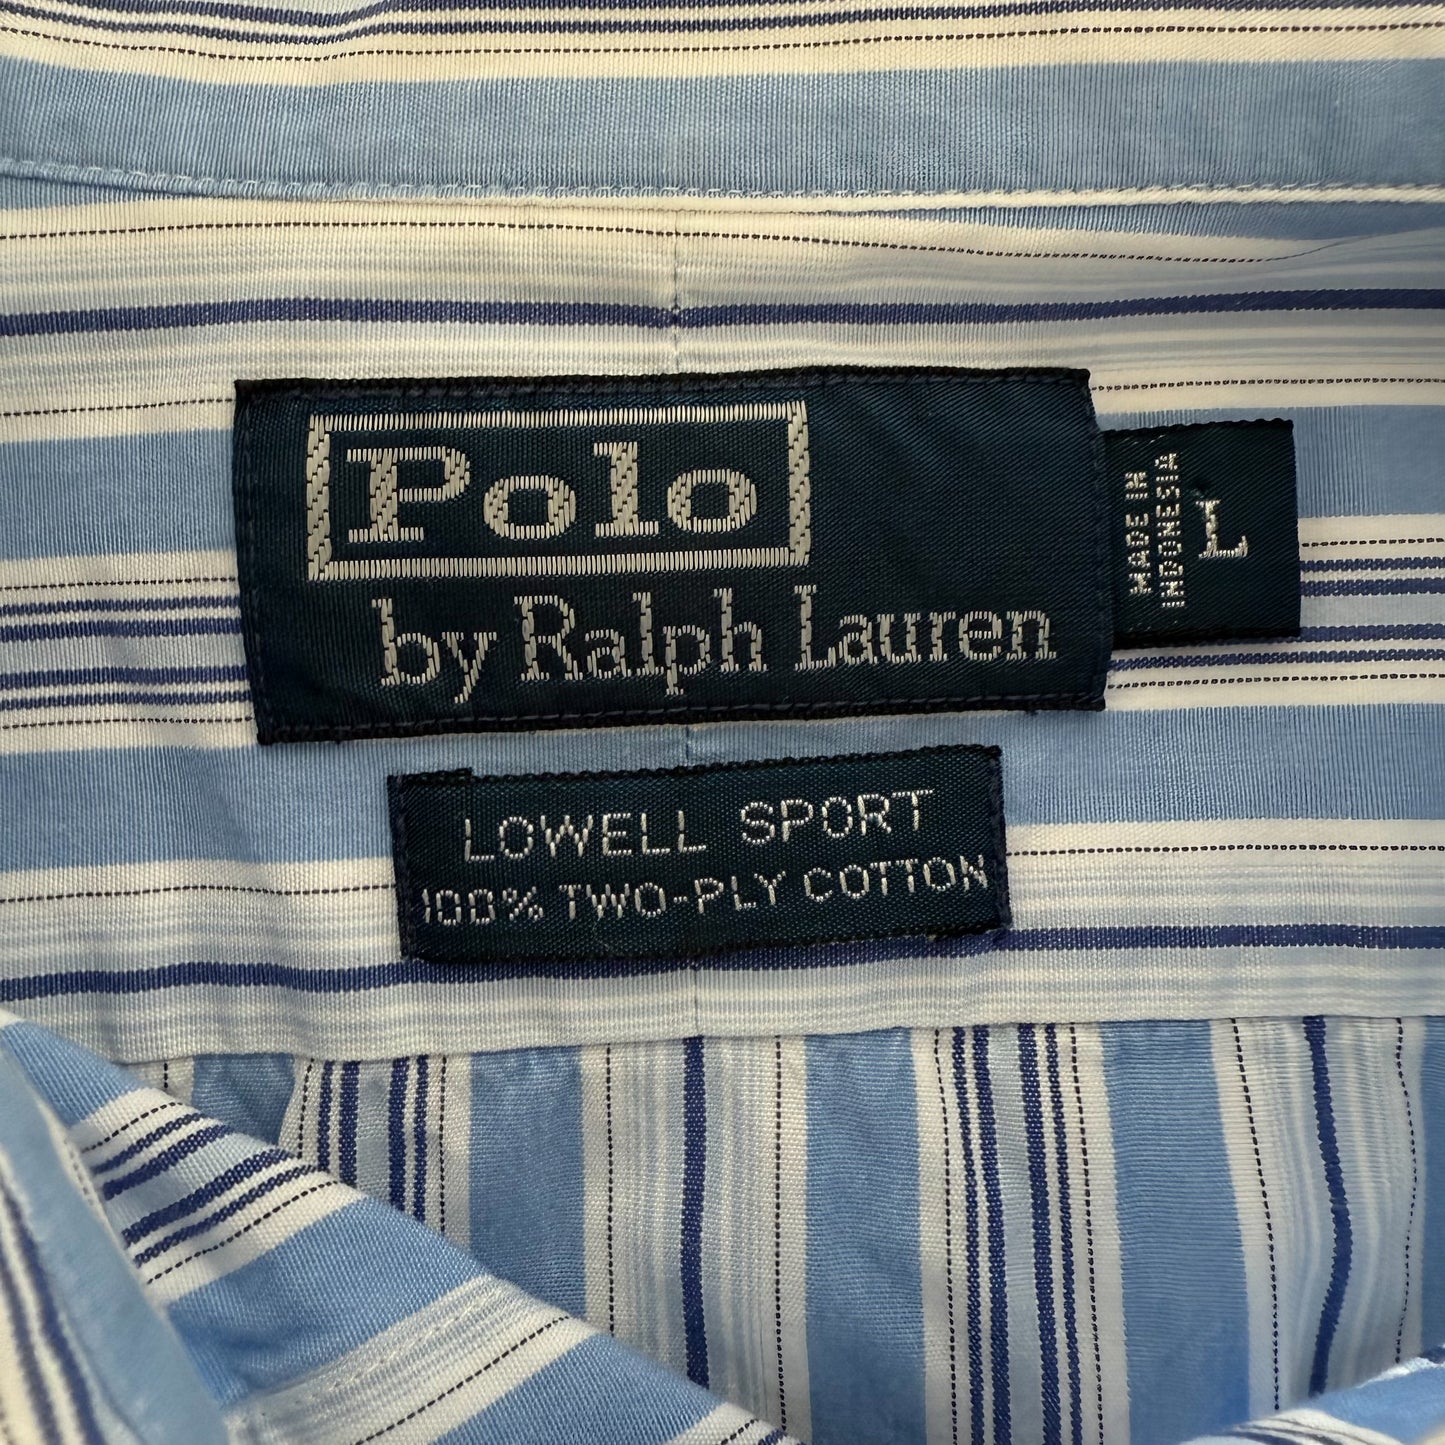 Polo
by Ralph Lauren
MADE IN
INDONESIA
L
LOWELL SPORT
100% TWO-PLY COTTON